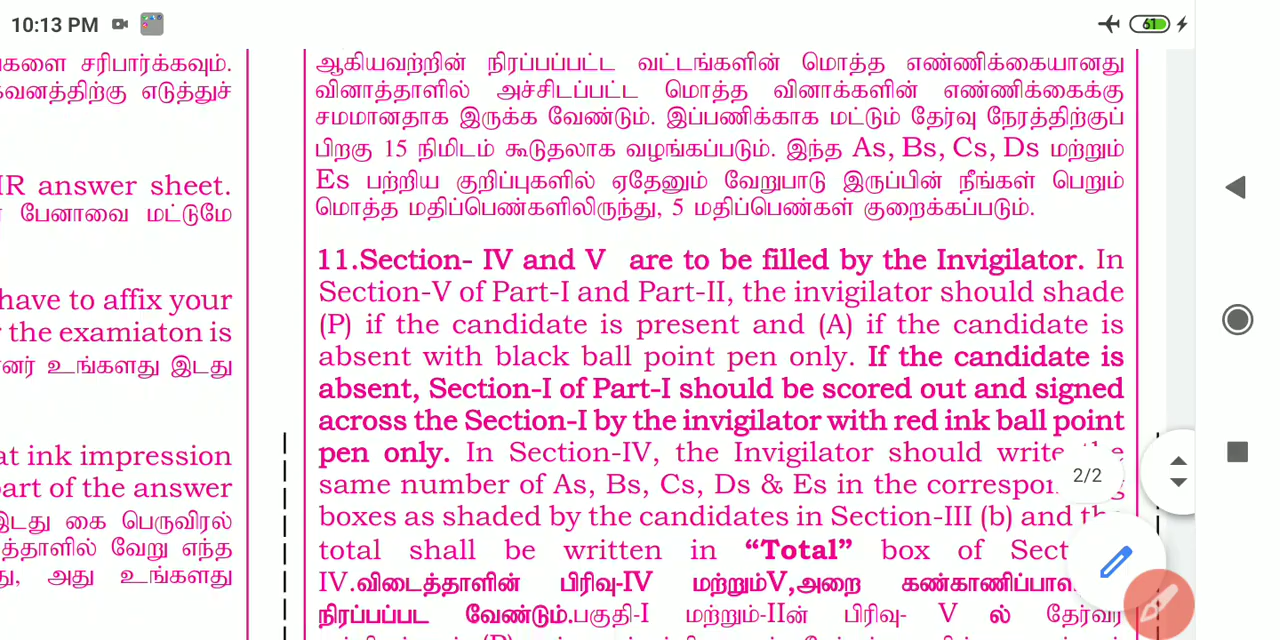 10:13 PM
61
களை சரிபார்க்கவும்.
வனத்திற்கு எடுத்துச்
answer sheet.
பேனாவை மட்டுமே
have to affix your
the examiaton is
உங்களது இடது
ink impression
of the answer
இடது கை பெருவிரல்
வேறு எந்த
அது உங்களது
ஆகியவற்றின் நிரப்பப்பட்ட வட்டங்களின் மொத்த எண்ணிக்கையானது
வினாத்தாளில் அச்சிடப்பட்ட மொத்த வினாக்களின் எண்ணிக்கைக்கு
சமமானதாக இருக்க வேண்டும். இப்பணிக்காக மட்டும் தேர்வு நேரத்திற்குப்
பிறகு 15 நிமிடம் கூடுதலாக வழங்கப்படும். இந்த As, Bs, Cs, Ds மற்றும்
Es பற்றிய குறிப்புகளில் ஏதேனும் வேறுபாடு இருப்பின் நீங்கள் பெறும்
மொத்த மதிப்பெண்களிலிருந்து, 5 மதிப்பெண்கள் குறைக்கப்படும்.
11.Section- IV and V are to be filled by the Invigilator. In
Section-V of Part-I and Part-II, the invigilator should shade
(P) if the candidate is present and (A) if the candidate is
absent with black ball point pen only. If the candidate is
absent, Section-I of Part-I should be scored out and signed
across the Section-I by the invigilator with red ink ball point
pen only. In Section-IV, the Invigilator should write
same number of As, Bs, Cs, Ds & Es in the
boxes as shaded by the candidates in Section-III (b) and
total shall be written in “Total” box of
IV.விடைத்தாளின் பிரிவு-IV மற்றும்V,அறை
நிரப்பப்பட வேண்டும்.பகுதி-I மற்றும்-IIன் பிரிவு- V ல்
2/2